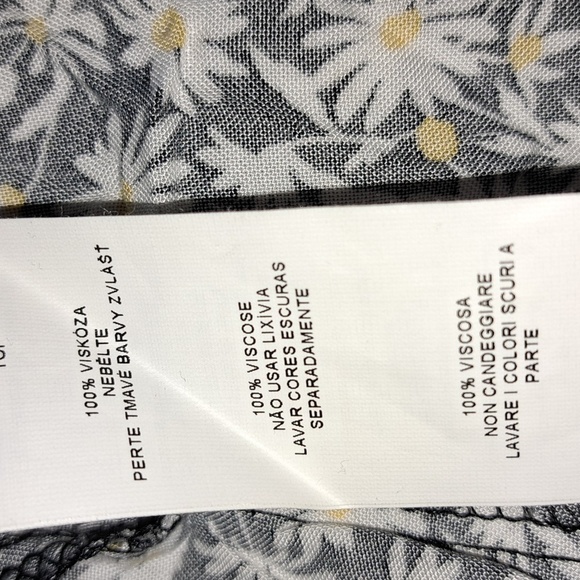 100% VISKÓZA
NEBĚLTE
PERTE TMAVÉ BARVY ZVLAŠŤ
100% VISCOSE
NÃO USAR LIXÍVIA
LAVAR CORES ESCURAS
SEPARADAMENTE
100% VISCOSA
NON CANDEGGIARE
LAVARE I COLORI SCURI A
PARTE